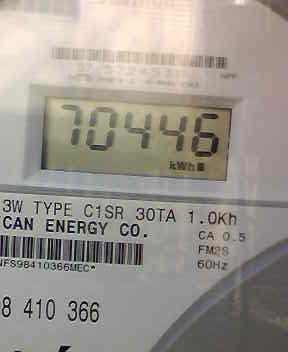 70446
kWh
3W TYPE C1SR 30TA 1.0Kh
CAN ENERGY CO.
CA 0.5
FM2S
NFS98410366MEC*
60Hz
8 410 366